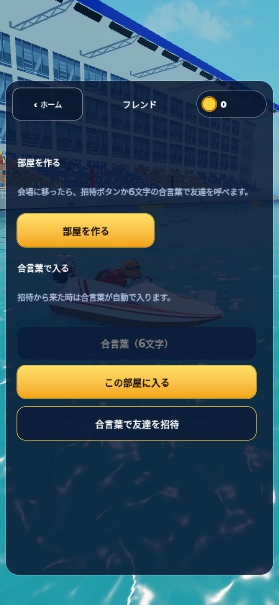 ‹ ホーム
フレンド
0
部屋を作る
会場に移ったら、招待ボタンか6文字の合言葉で友達を呼べます。
部屋を作る
合言葉で入る
招待から来た時は合言葉が自動で入ります。
合言葉（6文字）
この部屋に入る
合言葉で友達を招待